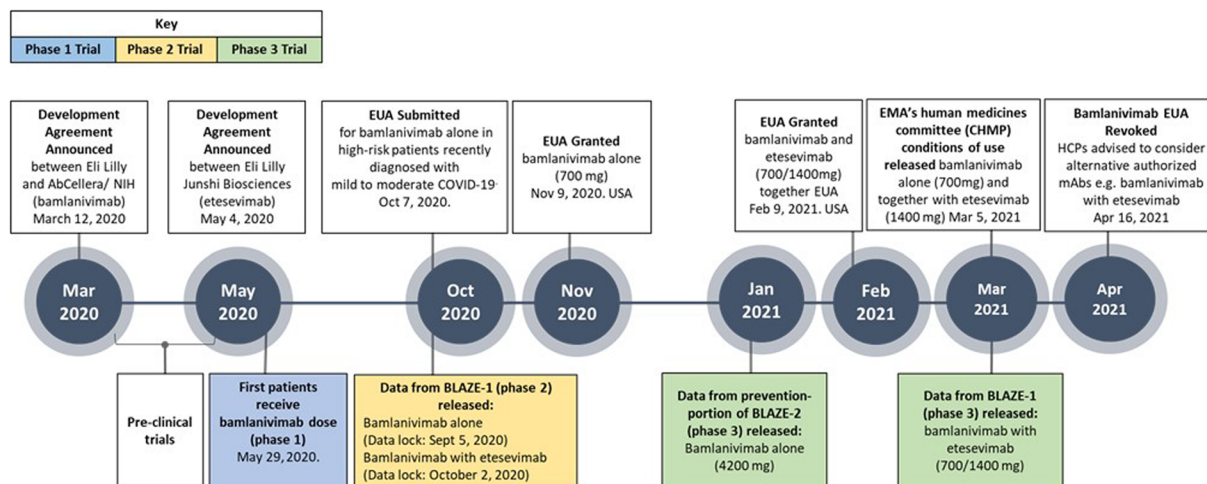 Key
Phase 1 Trial
Phase 2 Trial
Phase 3 Trial
Development
Agreement
Announced
between Eli Lilly
and AbCellera/ NIH
(bamlanivimab)
March 12, 2020
Development
Agreement
Announced
between Eli Lilly
Junshi Biosciences
(etesevimab)
May 4, 2020
EUA Submitted
for bamlanivimab alone in
high-risk patients recently
diagnosed with
mild to moderate COVID-19.
Oct 7, 2020.
EUA Granted
bamlanivimab alone
(700 mg)
Nov 9, 2020. USA
EUA Granted
bamlanivimab and
etesevimab
(700/1400mg)
together EUA
Feb 9, 2021. USA
EMA's human medicines
committee (CHMP)
conditions of use
released bamlanivimab
alone (700mg) and
together with etesevimab
(1400 mg) Mar 5, 2021
Bamlanivimab EUA
Revoked
HCPs advised to consider
alternative authorized
mAbs e.g. bamlanivimab
with etesevimab
Apr 16, 2021
Mar
2020
May
2020
Oct
2020
Nov
2020
Jan
2021
Feb
2021
Mar
2021
Apr
2021
Pre-clinical
trials
First patients
receive
bamlanivimab dose
(phase 1)
May 29, 2020.
Data from BLAZE-1 (phase 2)
released:
Bamlanivimab alone
(Data lock: Sept 5, 2020)
Bamlanivimab with etesevimab
(Data lock: October 2, 2020)
Data from prevention-
portion of BLAZE-2
(phase 3) released:
Bamlanivimab alone
(4200 mg)
Data from BLAZE-1
(phase 3) released:
bamlanivimab with
etesevimab
(700/1400 mg)